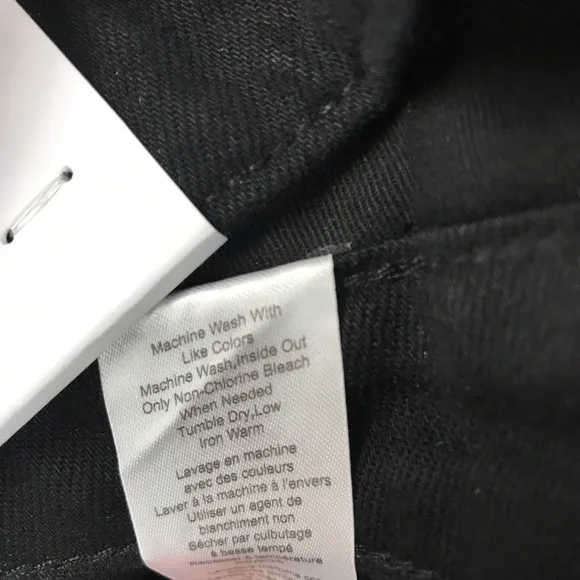 Machine Wash With
Like Colors
Machine Wash,Inside Out
Only Non-Chlorine Bleach
When Needed
Tumble Dry,Low
Iron Warm
Lavage en machine
avec des couleurs
Laver à la machine à l'envers
Utiliser un agent de
blanchiment non
Sécher par culbutage
à basse tempé
Repasser à température